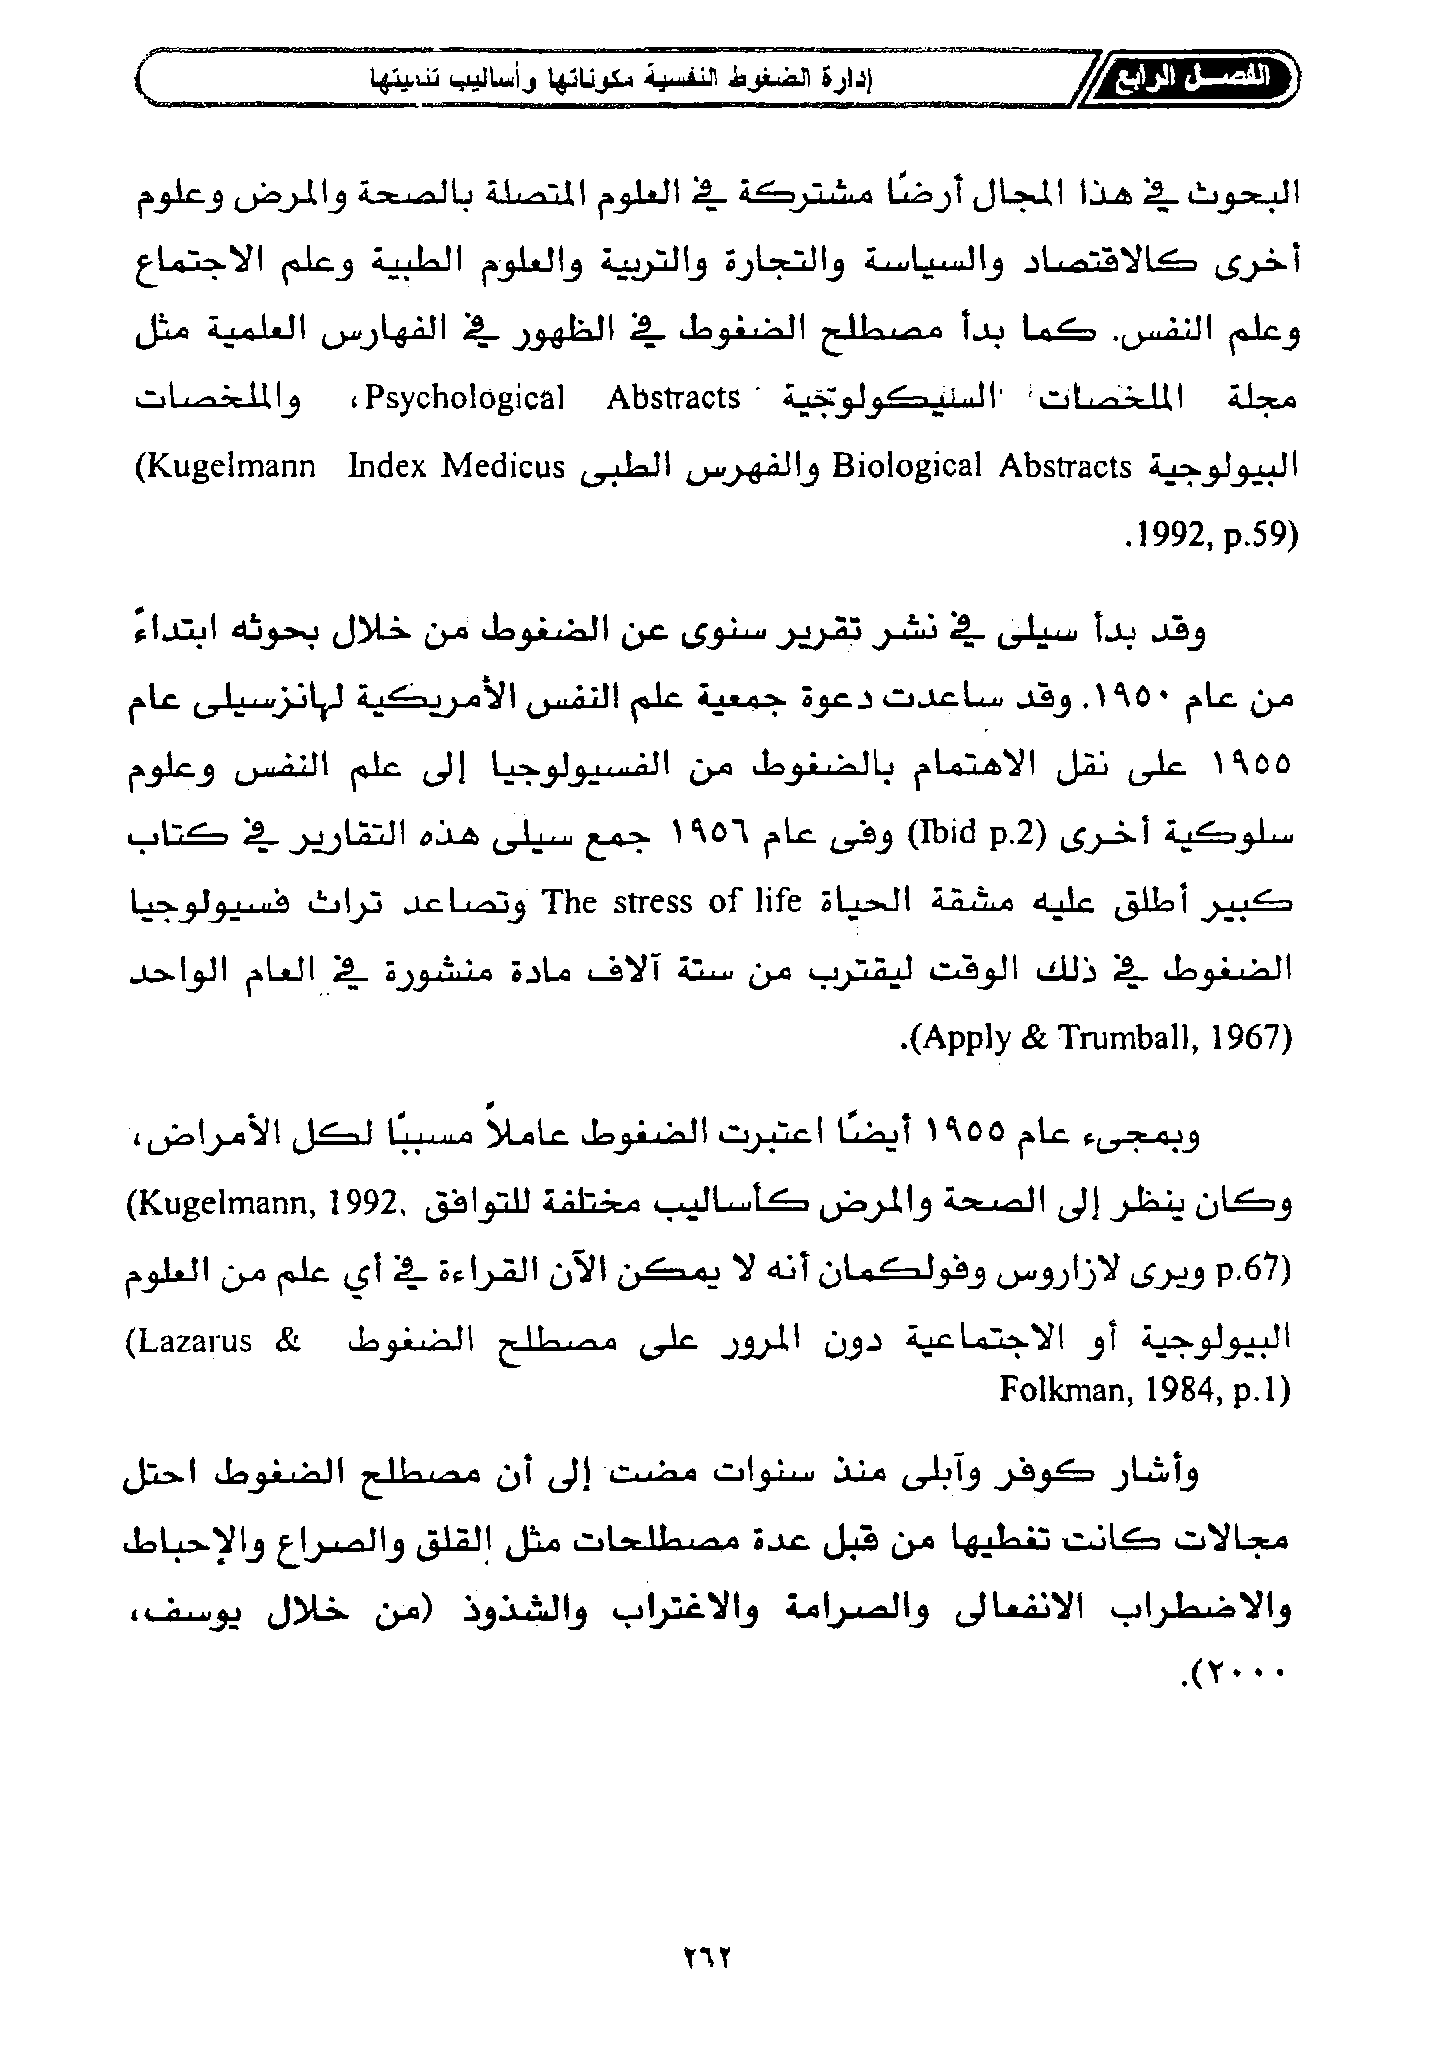 الفصل الرابع
إدارة الضغوط النفسية مكوناتها وأساليب تنميتها
البحوث في هذا المجال أرضًا مشتركة في العلوم المتصلة بالصحة والمرض وعلوم
أخرى كالاقتصاد والسياسة والتجارة والتربية والعلوم الطبية وعلم الاجتماع
وعلم النفس. كما بدأ مصطلح الضغوط في الظهور في الفهارس العلمية مثل
مجلة الملخصات السيكولوجية Psychological Abstracts، والملخصات
البيولوجية Biological Abstracts والفهرس الطبى Index Medicus (Kugelmann
1992, p.59).
وقد بدأ سيلى في نشر تقرير سنوى عن الضغوط من خلال بحوثه ابتداءً
من عام ١٩٥٠. وقد ساعدت دعوة جمعية علم النفس الأمريكية لهانزسيلى عام
١٩٥٥ على نقل الاهتمام بالضغوط من الفسيولوجيا إلى علم النفس وعلوم
سلوكية أخرى (Ibid p.2) وفى عام ١٩٥٦ جمع سيلى هذه التقارير في كتاب
كبير أطلق عليه مشقة الحياة The stress of life وتصاعد تراث فسيولوجيا
الضغوط في ذلك الوقت ليقترب من ستة آلاف مادة منشورة في العام الواحد
(Apply & Trumball, 1967).
وبمجىء عام ١٩٥٥ أيضًا اعتبرت الضغوط عاملاً مسببًا لكل الأمراض،
وكان ينظر إلى الصحة والمرض كأساليب مختلفة للتوافق (Kugelmann, 1992,
p.67) ويرى لازاروس وفولكمان أنه لا يمكن الآن القراءة في أي علم من العلوم
البيولوجية أو الاجتماعية دون المرور على مصطلح الضغوط (Lazarus &
Folkman, 1984, p.1)
وأشار كوفر وآبلى منذ سنوات مضت إلى أن مصطلح الضغوط احتل
مجالات كانت تغطيها من قبل عدة مصطلحات مثل القلق والصراع والإحباط
والاضطراب الانفعالى والصرامة والاغتراب والشذوذ (من خلال يوسف،
٢٠٠٠).
٢٦٢